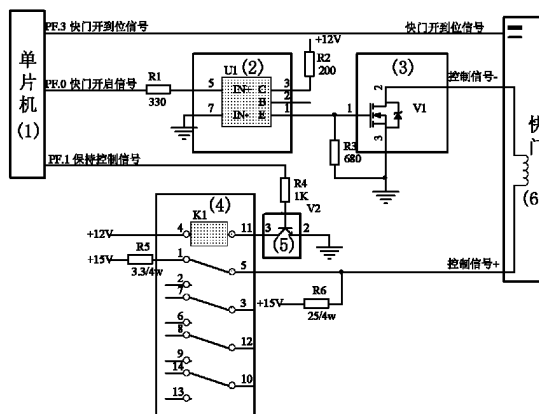 PF.3 快门开到位信号
快门开到位信号
单片机
(1)
+12V
U1 (2)
R2
200
(3)
PF.0 快门开启信号
R1
330
5
IN+
C
3
B
2
7
IN-
E
1
1
2
V1
3
控制信号-
R3
680
快门
(6
PF.1 保持控制信号
R4
1K
V2
(4)
K1
+12V
4
11
3
(5)
2
+15V
R5
3.3/4w
1
5
控制信号+
2
7
3
+15V
R6
25/4w
6
8
12
9
14
10
13